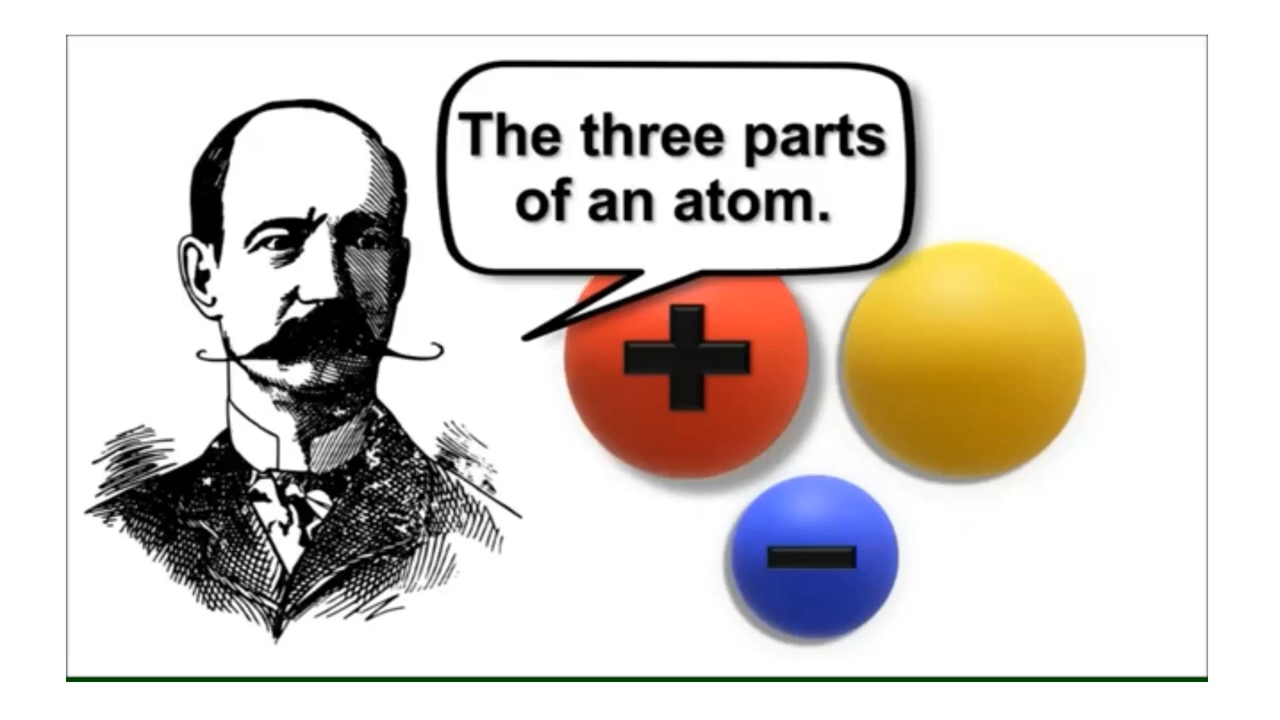 The three parts
of an atom.
+
-